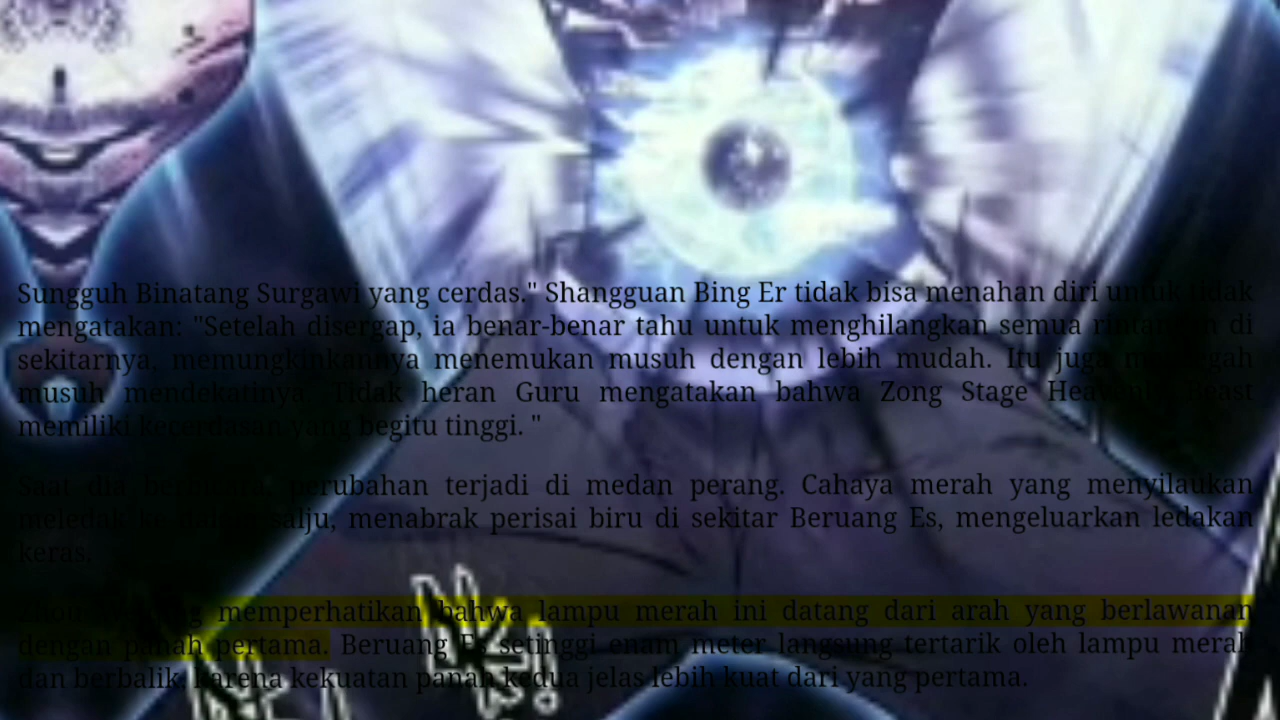 Sungguh Binatang Surgawi yang cerdas." Shangguan Bing Er tidak bisa menahan diri untuk tidak
mengatakan: "Setelah disergap, ia benar-benar tahu untuk menghilangkan semua rintangan di
sekitarnya, memungkinkannya menemukan musuh dengan lebih mudah. Itu juga mencegah
musuh mendekatinya. Tidak heran Guru mengatakan bahwa Zong Stage Heavenly Beast
memiliki kecerdasan yang begitu tinggi. "
Saat dia berbicara, perubahan terjadi di medan perang. Cahaya merah yang menyilaukan
meledak ke dalam salju, menabrak perisai biru di sekitar Beruang Es, mengeluarkan ledakan
keras.
Zhou memperhatikan bahwa lampu merah ini datang dari arah yang berlawanan
dengan panah pertama. Beruang Es setinggi enam meter langsung tertarik oleh lampu merah
dan berbalik, karena kekuatan panah kedua jelas lebih kuat dari yang pertama.